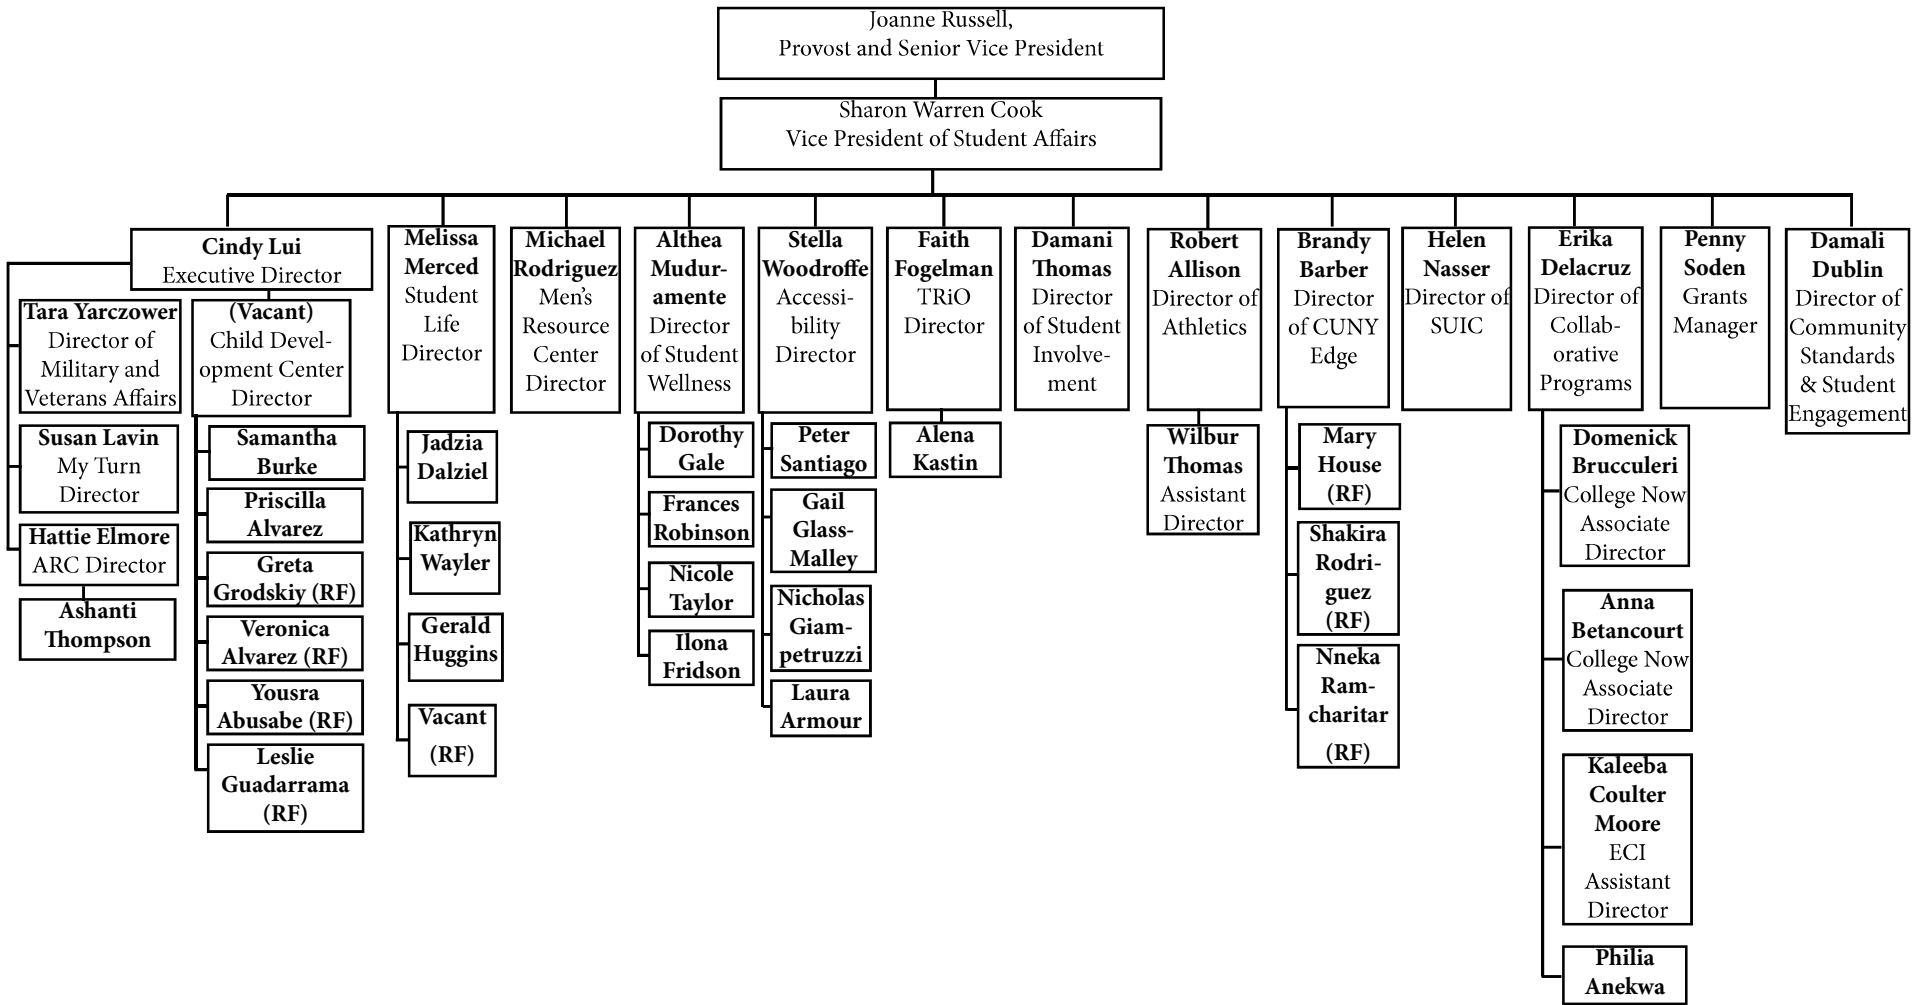 Joanne Russell,
Provost and Senior Vice President
Sharon Warren Cook
Vice President of Student Affairs
Cindy Lui
Executive Director
Tara Yarczower
Director of
Military and
Veterans Affairs
Susan Lavin
My Turn
Director
Hattie Elmore
ARC Director
Ashanti
Thompson
(Vacant)
Child Devel-
opment Center
Director
Samantha
Burke
Priscilla
Alvarez
Greta
Grodskiy (RF)
Veronica
Alvarez (RF)
Yousra
Abusabe (RF)
Leslie
Guadarrama
(RF)
Melissa
Merced
Student
Life
Director
Jadzia
Dalziel
Kathryn
Wayler
Gerald
Huggins
Vacant
(RF)
Michael
Rodriguez
Men's
Resource
Center
Director
Althea
Mudur-
amente
Director
of Student
Wellness
Dorothy
Gale
Frances
Robinson
Nicole
Taylor
Ilona
Fridson
Stella
Woodroffe
Accessi-
bility
Director
Peter
Santiago
Gail
Glass-
Malley
Nicholas
Giam-
petruzzi
Laura
Armour
Faith
Fogelman
TRiO
Director
Alena
Kastin
Damani
Thomas
Director
of Student
Involve-
ment
Robert
Allison
Director of
Athletics
Wilbur
Thomas
Assistant
Director
Brandy
Barber
Director
of CUNY
Edge
Mary
House
(RF)
Shakira
Rodri-
guez
(RF)
Nneka
Ram-
charitar
(RF)
Helen
Nasser
Director of
SUIC
Erika
Delacruz
Director of
Collab-
orative
Programs
Domenick
Brucculeri
College Now
Associate
Director
Anna
Betancourt
College Now
Associate
Director
Kaleeba
Coulter
Moore
ECI
Assistant
Director
Philia
Anekwa
Penny
Soden
Grants
Manager
Damali
Dublin
Director of
Community
Standards
& Student
Engagement